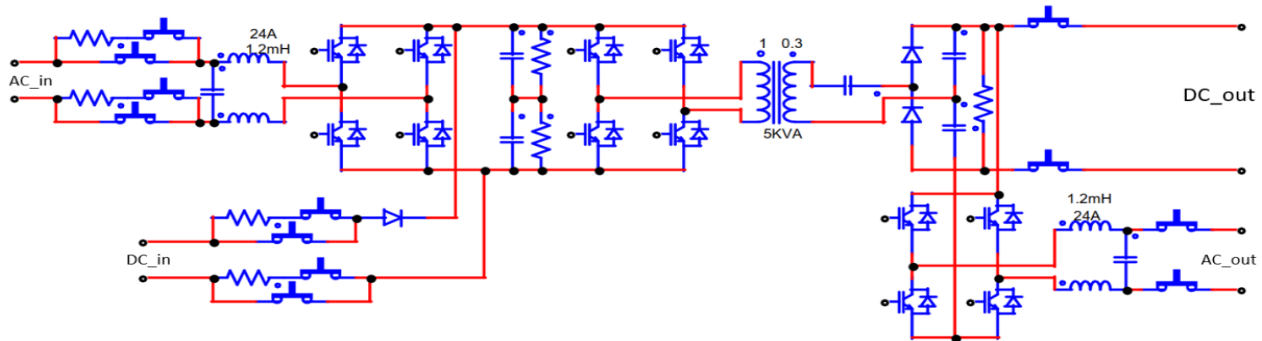 AC_in
24A
1.2mH
1 0.3
5KVA
DC_out
DC_in
1.2mH
24A
AC_out